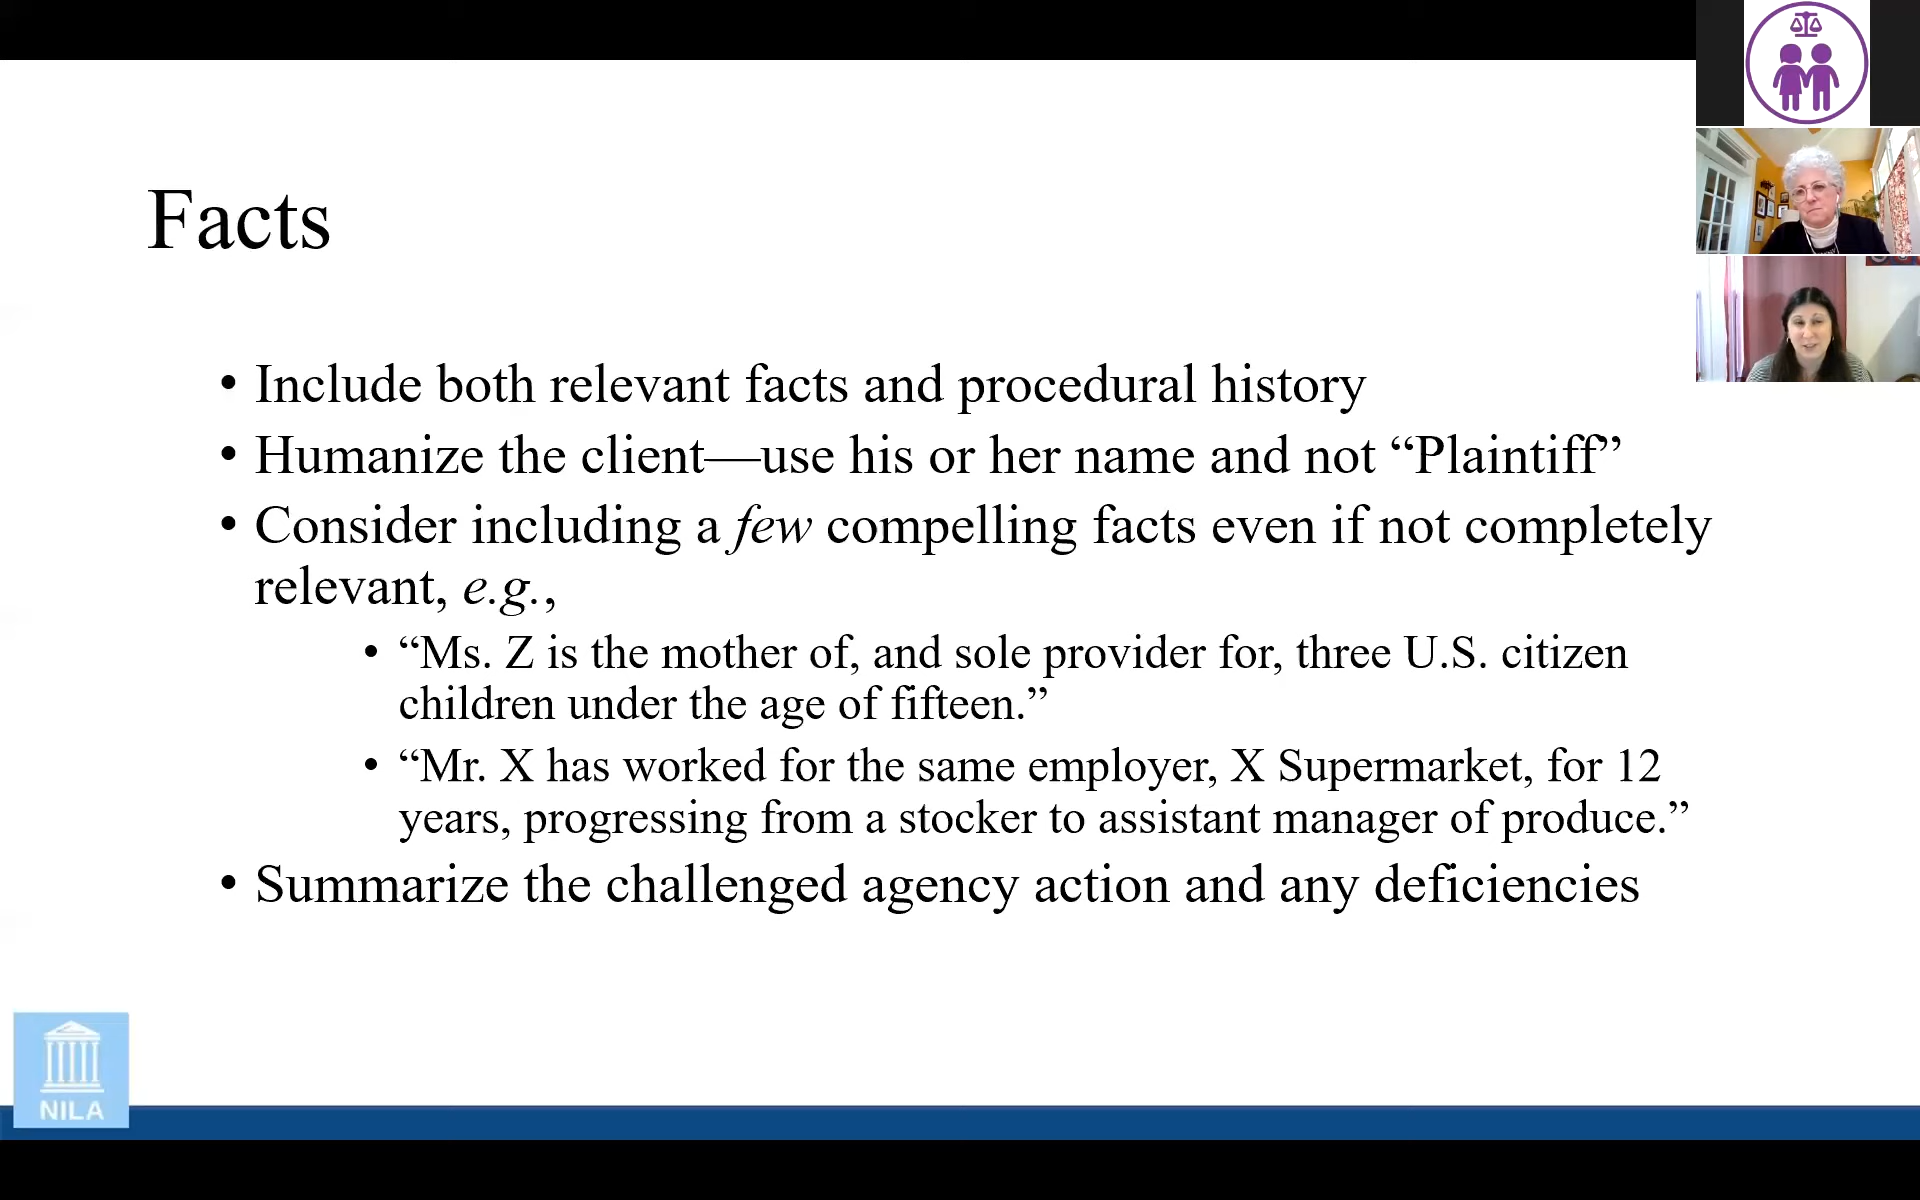 Facts
• Include both relevant facts and procedural history
• Humanize the client—use his or her name and not “Plaintiff”
• Consider including a few compelling facts even if not completely
relevant, e.g.,
• “Ms. Z is the mother of, and sole provider for, three U.S. citizen
children under the age of fifteen.”
• “Mr. X has worked for the same employer, X Supermarket, for 12
years, progressing from a stocker to assistant manager of produce.”
• Summarize the challenged agency action and any deficiencies
NILA